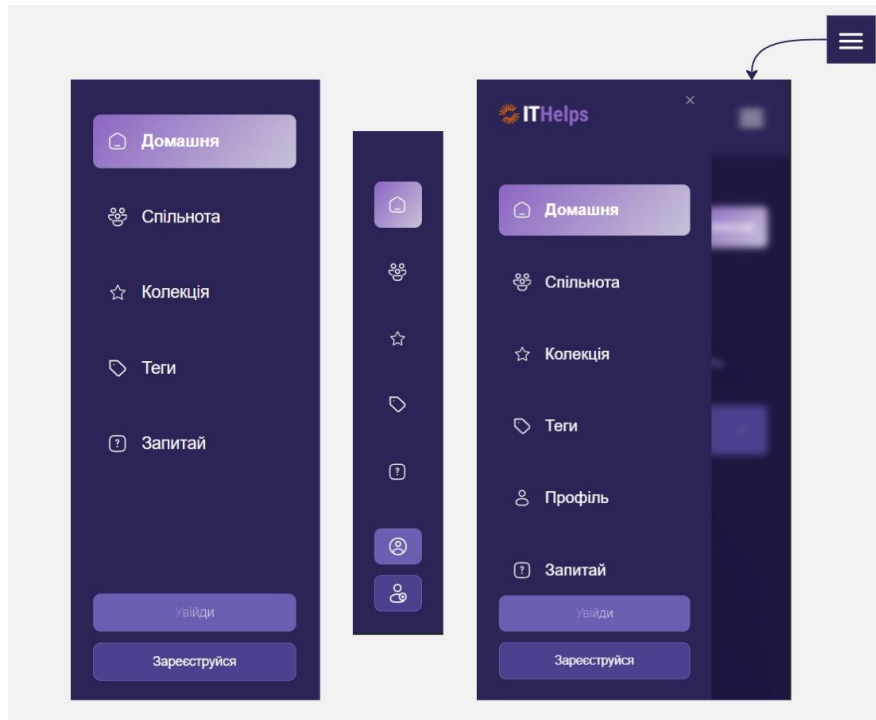 Домашня
Спільнота
Колекція
Теги
Запитай
Увійди
Зареєструйся
ITHelps
Домашня
Спільнота
Колекція
Теги
Профіль
Запитай
Увійди
Зареєструйся